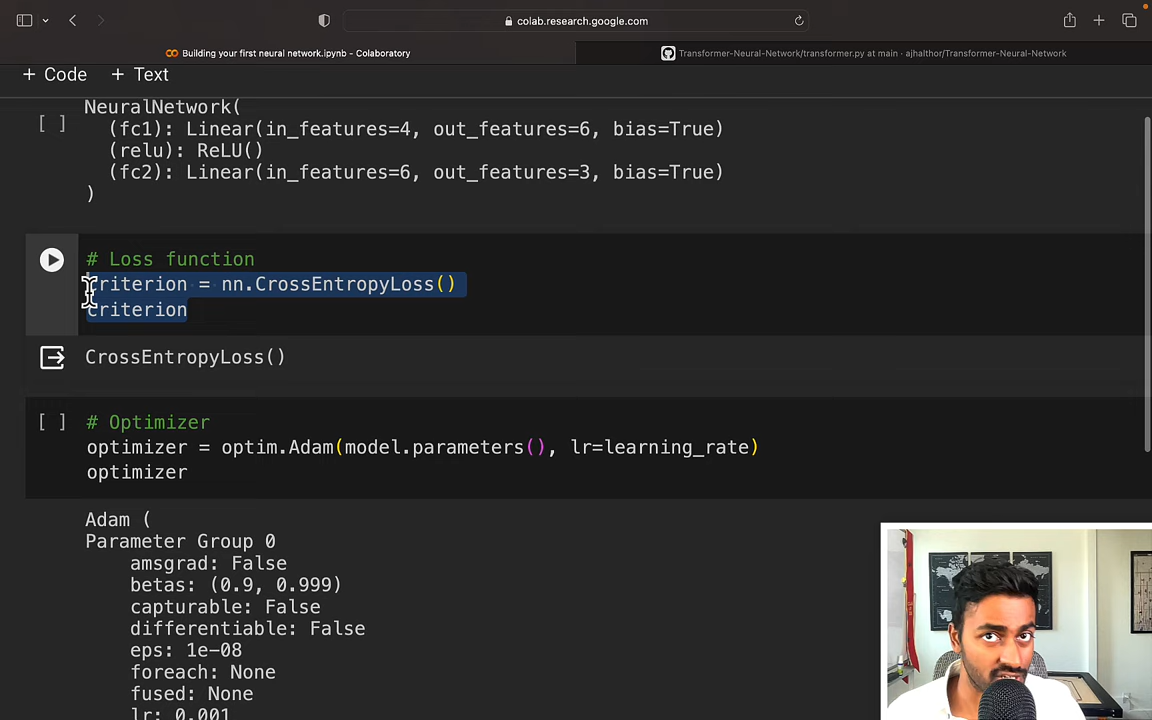 colab.research.google.com
Building your first neural network.ipynb - Colaboratory
Transformer-Neural-Network/transformer.py at main · ajhalthor/Transformer-Neural-Network
+ Code + Text
NeuralNetwork(
[ ]
(fc1): Linear(in_features=4, out_features=6, bias=True)
(relu): ReLU()
(fc2): Linear(in_features=6, out_features=3, bias=True)
)
# Loss function
criterion = nn.CrossEntropyLoss()
criterion
CrossEntropyLoss()
[ ] # Optimizer
optimizer = optim.Adam(model.parameters(), lr=learning_rate)
optimizer
Adam (
Parameter Group 0
amsgrad: False
betas: (0.9, 0.999)
capturable: False
differentiable: False
eps: 1e-08
foreach: None
fused: None
lr: 0.001